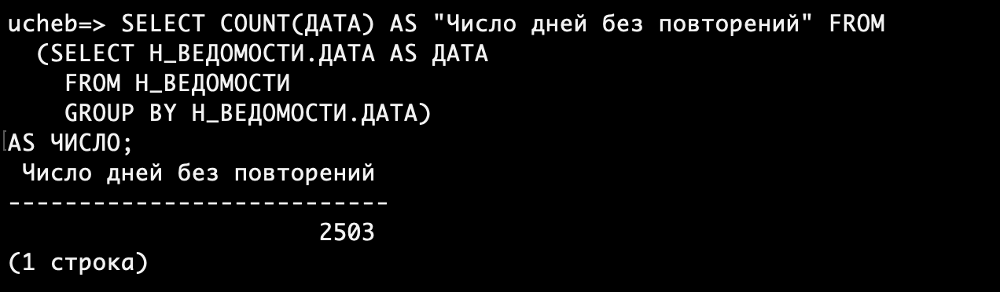 ucheb=> SELECT COUNT(ДАТА) AS "Число дней без повторений" FROM
  (SELECT Н_ВЕДОМОСТИ.ДАТА AS ДАТА
    FROM Н_ВЕДОМОСТИ
    GROUP BY Н_ВЕДОМОСТИ.ДАТА)
AS ЧИСЛО;
 Число дней без повторений
---------------------------
                      2503
(1 строка)